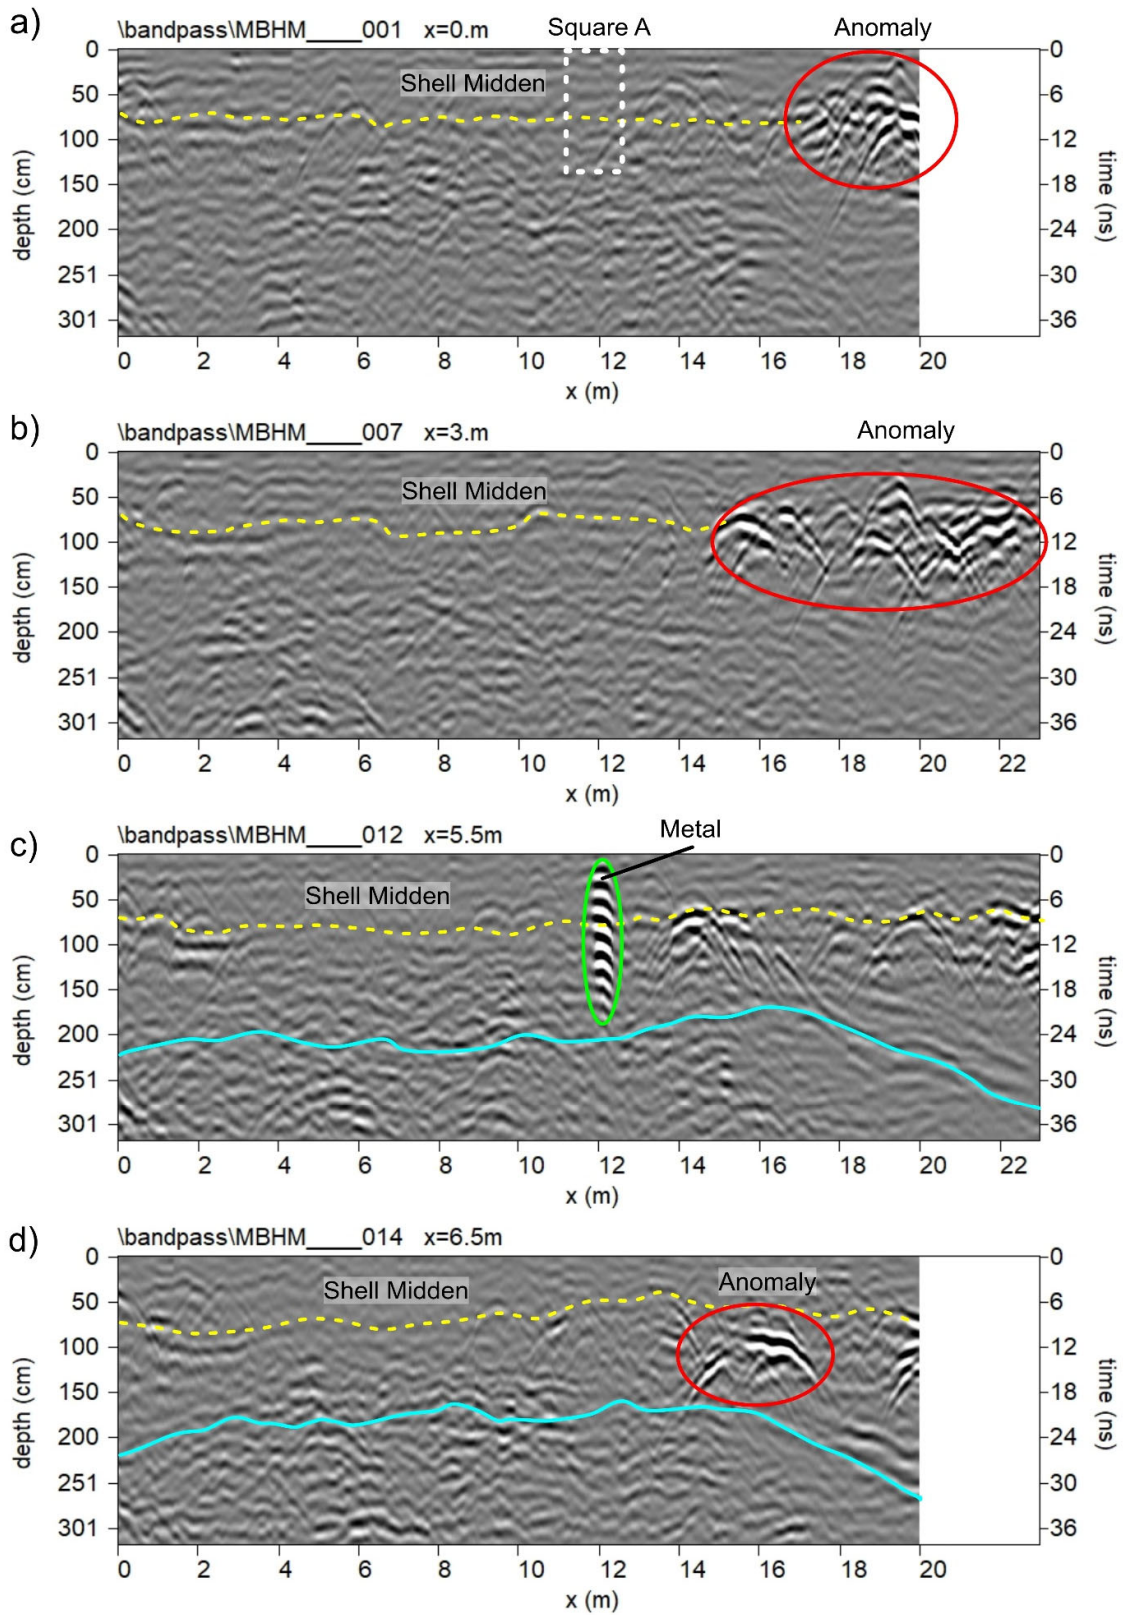 a)
\bandpass\MBHM_____001 x=0.m
Square A
Anomaly
Shell Midden
0
50
100
150
200
251
301
depth (cm)
0
6
12
18
24
30
36
time (ns)
0 2 4 6 8 10 12 14 16 18 20
x (m)
b)
\bandpass\MBHM_____007 x=3.m
Anomaly
Shell Midden
0
50
100
150
200
251
301
depth (cm)
0
6
12
18
24
30
36
time (ns)
0 2 4 6 8 10 12 14 16 18 20 22
x (m)
c)
\bandpass\MBHM_____012 x=5.5m
Metal
Shell Midden
0
50
100
150
200
251
301
depth (cm)
0
6
12
18
24
30
36
time (ns)
0 2 4 6 8 10 12 14 16 18 20 22
x (m)
d)
\bandpass\MBHM_____014 x=6.5m
Anomaly
Shell Midden
0
50
100
150
200
251
301
depth (cm)
0
6
12
18
24
30
36
time (ns)
0 2 4 6 8 10 12 14 16 18 20
x (m)